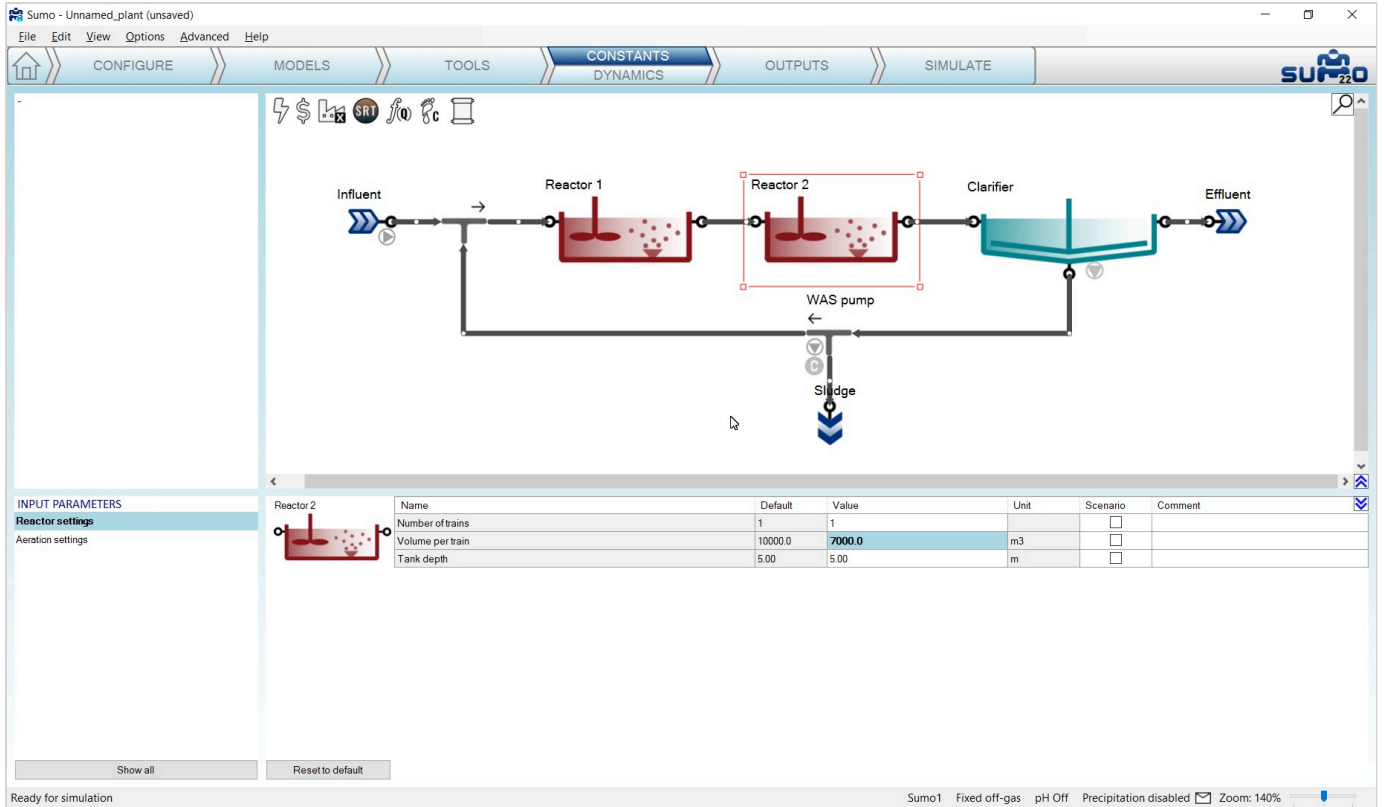 Sumo - Unnamed_plant (unsaved)
File Edit View Options Advanced Help
CONFIGURE MODELS TOOLS CONSTANTS DYNAMICS OUTPUTS SIMULATE
SUMO 22
-
$ x SRT f(Q) c
Influent
Reactor 1
Reactor 2
Clarifier
Effluent
WAS pump
C
Sludge
INPUT PARAMETERS
Reactor settings
Aeration settings
Reactor 2
Name Default Value Unit Scenario Comment
Number of trains 1 1
Volume per train 10000.0 7000.0 m3
Tank depth 5.00 5.00 m
Show all
Reset to default
Ready for simulation
Sumo1 Fixed off-gas pH Off Precipitation disabled Zoom: 140%